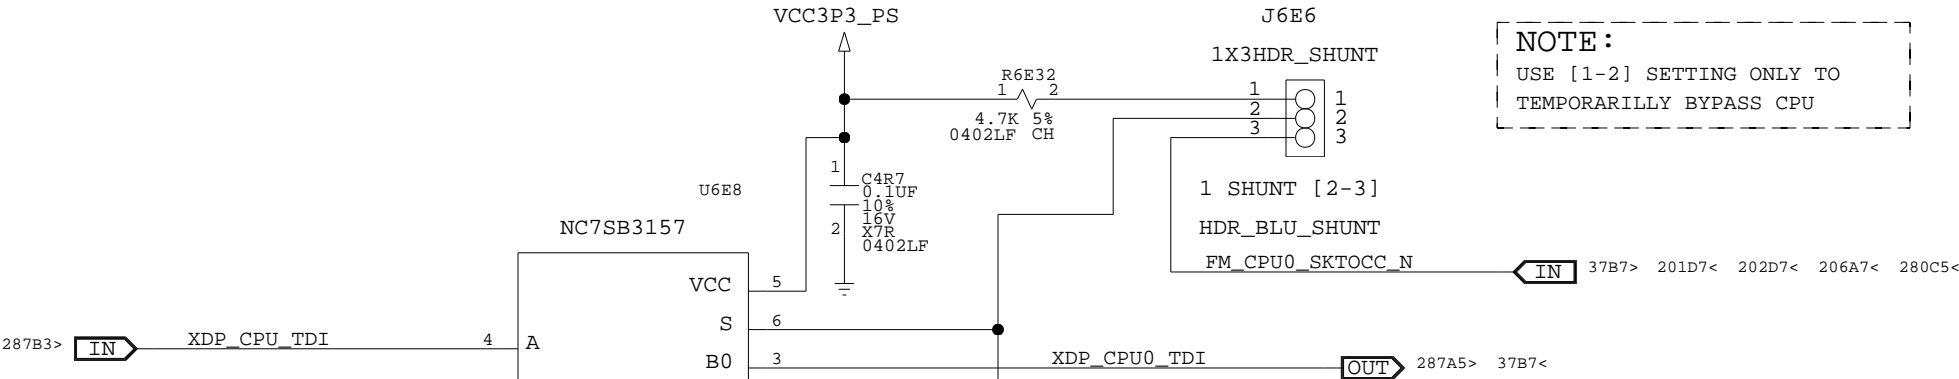 VCC3P3_PS
J6E6
1X3HDR_SHUNT
NOTE:
USE [1-2] SETTING ONLY TO
TEMPORARILLY BYPASS CPU
R6E32
1 2
4.7K 5%
0402LF CH
1 1
2 2
3 3
1
C4R7
0.1UF
10%
16V
X7R
0402LF
2
1 SHUNT [2-3]
HDR_BLU_SHUNT
U6E8
NC7SB3157
FM_CPU0_SKTOCC_N
IN 37B7> 201D7< 202D7< 206A7< 280C5<
VCC 5
S 6
287B3> IN XDP_CPU_TDI 4 A
B0 3 XDP_CPU0_TDI OUT 287A5> 37B7<